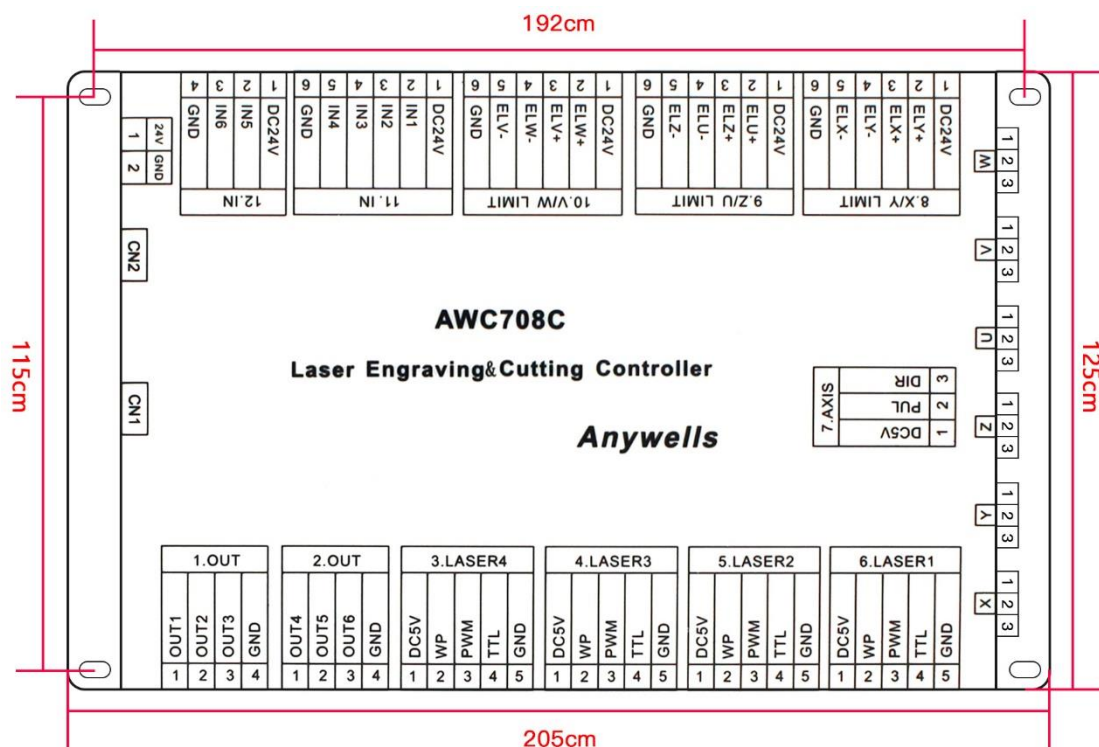 192cm
4 3 2 1
GND IN6 IN5 DC24V
12.IN
6 5 4 3 2 1
GND IN4 IN3 IN2 IN1 DC24V
11.IN
6 5 4 3 2 1
GND ELV- ELW- ELV+ ELW+ DC24V
10.V/W LIMIT
6 5 4 3 2 1
GND ELZ- ELU- ELZ+ ELU+ DC24V
9.Z/U LIMIT
6 5 4 3 2 1
GND ELX- ELY- ELX+ ELY+ DC24V
8.X/Y LIMIT
1 24V
2 GND
CN2
CN1
115cm
125cm
AWC708C
Laser Engraving&Cutting Controller
Anywells
7.AXIS
DIR 3
PUL 2
DC5V 1
W
1
2
3
V
1
2
3
U
1
2
3
Z
1
2
3
Y
1
2
3
X
1
2
3
1.OUT
OUT1 OUT2 OUT3 GND
1 2 3 4
2.OUT
OUT4 OUT5 OUT6 GND
1 2 3 4
3.LASER4
DC5V WP PWM TTL GND
1 2 3 4 5
4.LASER3
DC5V WP PWM TTL GND
1 2 3 4 5
5.LASER2
DC5V WP PWM TTL GND
1 2 3 4 5
6.LASER1
DC5V WP PWM TTL GND
1 2 3 4 5
205cm